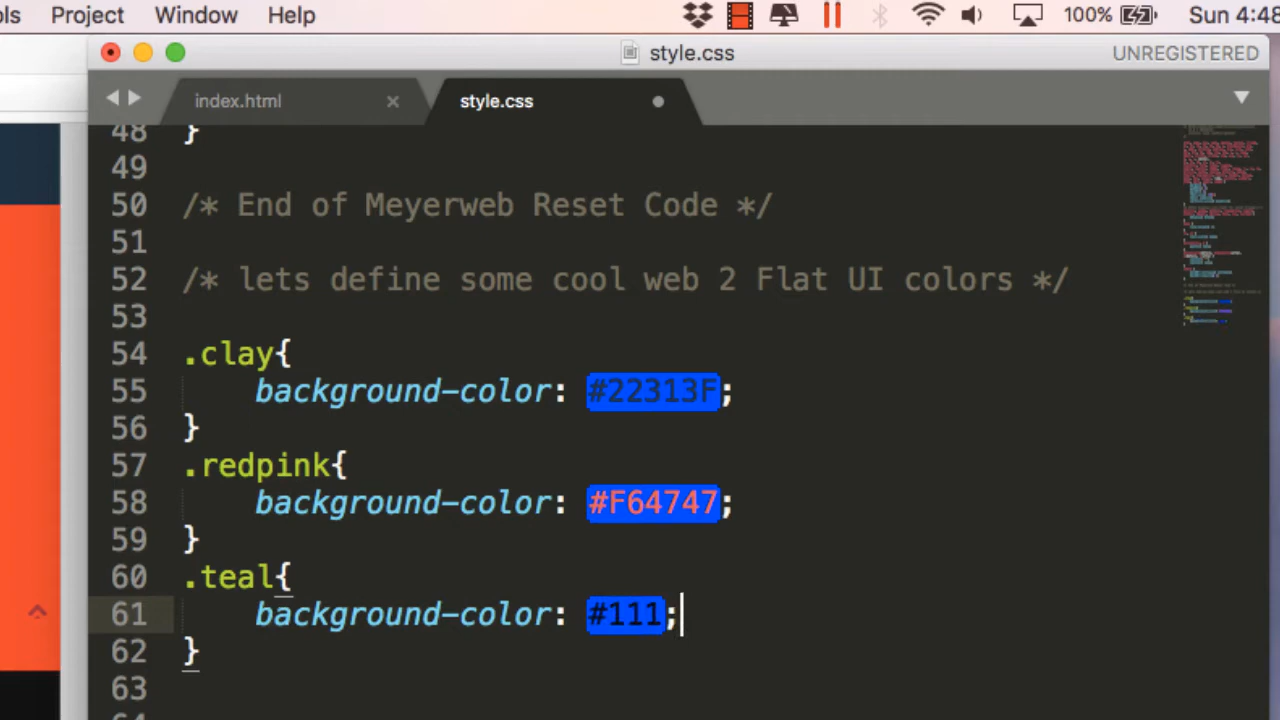 ols Project Window Help 100% Sun 4:48
style.css UNREGISTERED
index.html style.css
48 }
49
50 /* End of Meyerweb Reset Code */
51
52 /* lets define some cool web 2 Flat UI colors */
53
54 .clay{
55 background-color: #22313F;
56 }
57 .redpink{
58 background-color: #F64747;
59 }
60 .teal{
61 background-color: #111;
62 }
63